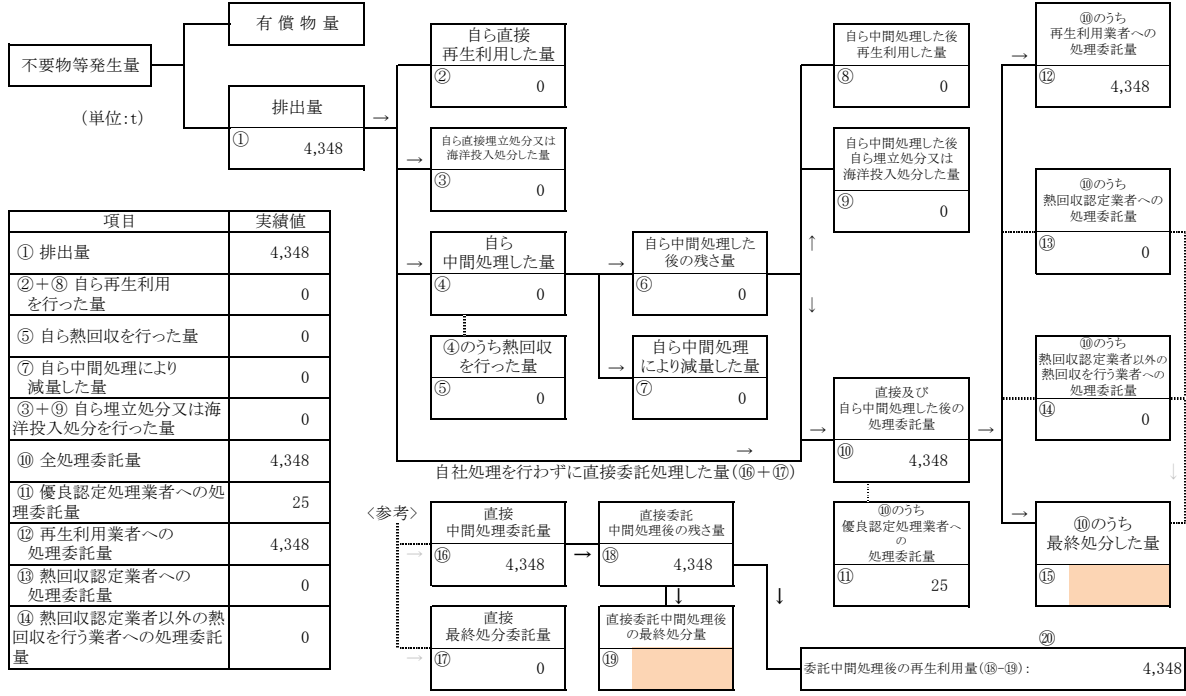 有 償 物 量
不要物等発生量
(単位:t)
排出量
①
4,348
→
自ら直接
再生利用した量
②
0
→
自ら直接埋立処分又は
海洋投入処分した量
③
0
→
自ら
中間処理した量
④
0
④のうち熱回収
を行った量
⑤
0
→
自ら中間処理した
後の残さ量
⑥
0
→
自ら中間処理
により減量した量
⑦
0
自ら中間処理した後
再生利用した量
⑧
0
自ら中間処理した後
自ら埋立処分又は
海洋投入処分した量
⑨
0
↑
↓
→
自社処理を行わずに直接委託処理した量(⑯+⑰)
→
直接及び
自ら中間処理した後の
処理委託量
⑩
4,348
→
⑩のうち
優良認定処理業者へ
の
処理委託量
⑪
25
→
⑩のうち
再生利用業者への
処理委託量
⑫
4,348
⑩のうち
熱回収認定業者への
処理委託量
⑬
0
⑩のうち
熱回収認定業者以外の
熱回収を行う業者への
処理委託量
⑭
0
↓
→
⑩のうち
最終処分した量
⑮
項目 実績値
① 排出量 4,348
②+⑧ 自ら再生利用
を行った量 0
⑤ 自ら熱回収を行った量 0
⑦ 自ら中間処理により
減量した量 0
③+⑨ 自ら埋立処分又は海
洋投入処分を行った量 0
⑩ 全処理委託量 4,348
⑪ 優良認定処理業者への処
理委託量 25
⑫ 再生利用業者への
処理委託量 4,348
⑬ 熱回収認定業者への
処理委託量 0
⑭ 熱回収認定業者以外の熱
回収を行う業者への処理委託
量 0
〈参考〉
→
直接
中間処理委託量
⑯
4,348
→
直接委託
中間処理後の残さ量
⑱
4,348
↓
↓
→
直接
最終処分委託量
⑰
0
直接委託中間処理後
の最終処分量
⑲
⑳
委託中間処理後の再生利用量(⑱-⑲): 4,348